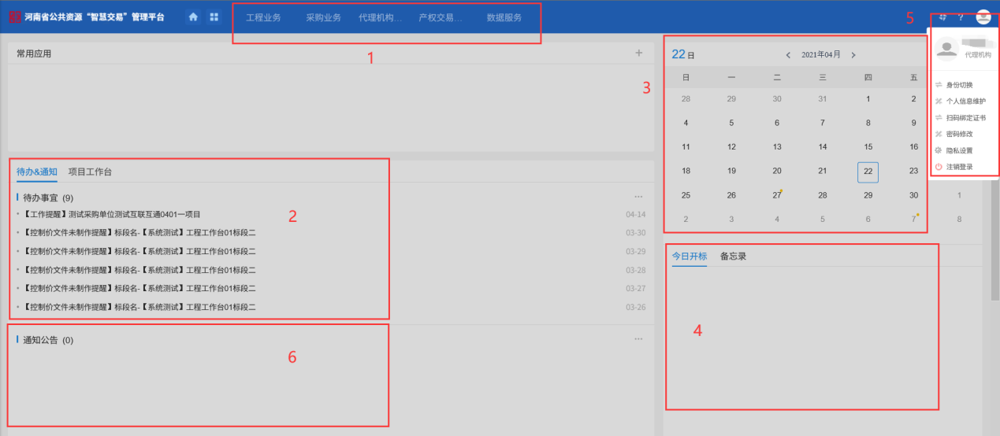 河南省公共资源“智慧交易”管理平台
工程业务 采购业务 代理机构... 产权交易... 数据服务
5
?
1
常用应用
+
3
22日
2021年04月
日 一 二 三 四 五
28 29 30 31 1 2
4 5 6 7 8 9
11 12 13 14 15 16
18 19 20 21 22 23
25 26 27 28 29 30 1
2 3 4 5 6 7 8
代理机构
身份切换
个人信息维护
扫码绑定证书
密码修改
隐私设置
注销登录
待办&通知 项目工作台
待办事宜 (9)
...
2
• 【工作提醒】测试采购单位测试互联互通0401一项目 04-14
• 【控制价文件未制作提醒】标段名-【系统测试】工程工作台01标段二 03-30
• 【控制价文件未制作提醒】标段名-【系统测试】工程工作台01标段二 03-29
• 【控制价文件未制作提醒】标段名-【系统测试】工程工作台01标段二 03-28
• 【控制价文件未制作提醒】标段名-【系统测试】工程工作台01标段二 03-27
• 【控制价文件未制作提醒】标段名-【系统测试】工程工作台01标段二 03-26
今日开标 备忘录
4
通知公告 (0)
...
6